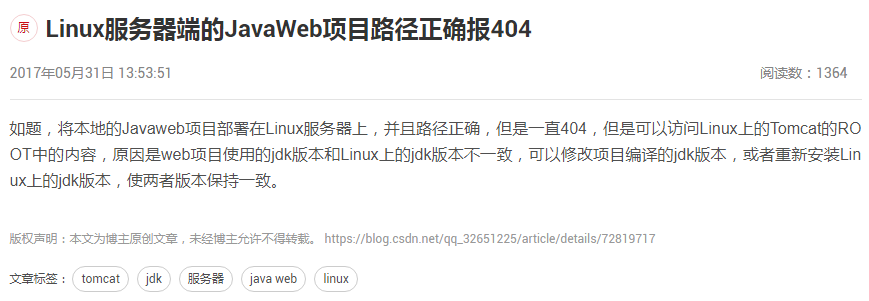 原 Linux服务器端的JavaWeb项目路径正确报404
2017年05月31日 13:53:51 阅读数：1364
如题，将本地的Javaweb项目部署在Linux服务器上，并且路径正确，但是一直404，但是可以访问Linux上的Tomcat的RO
OT中的内容，原因是web项目使用的jdk版本和Linux上的jdk版本不一致，可以修改项目编译的jdk版本，或者重新安装Lin
ux上的jdk版本，使两者版本保持一致。
版权声明：本文为博主原创文章，未经博主允许不得转载。 https://blog.csdn.net/qq_32651225/article/details/72819717
文章标签： tomcat jdk 服务器 java web linux